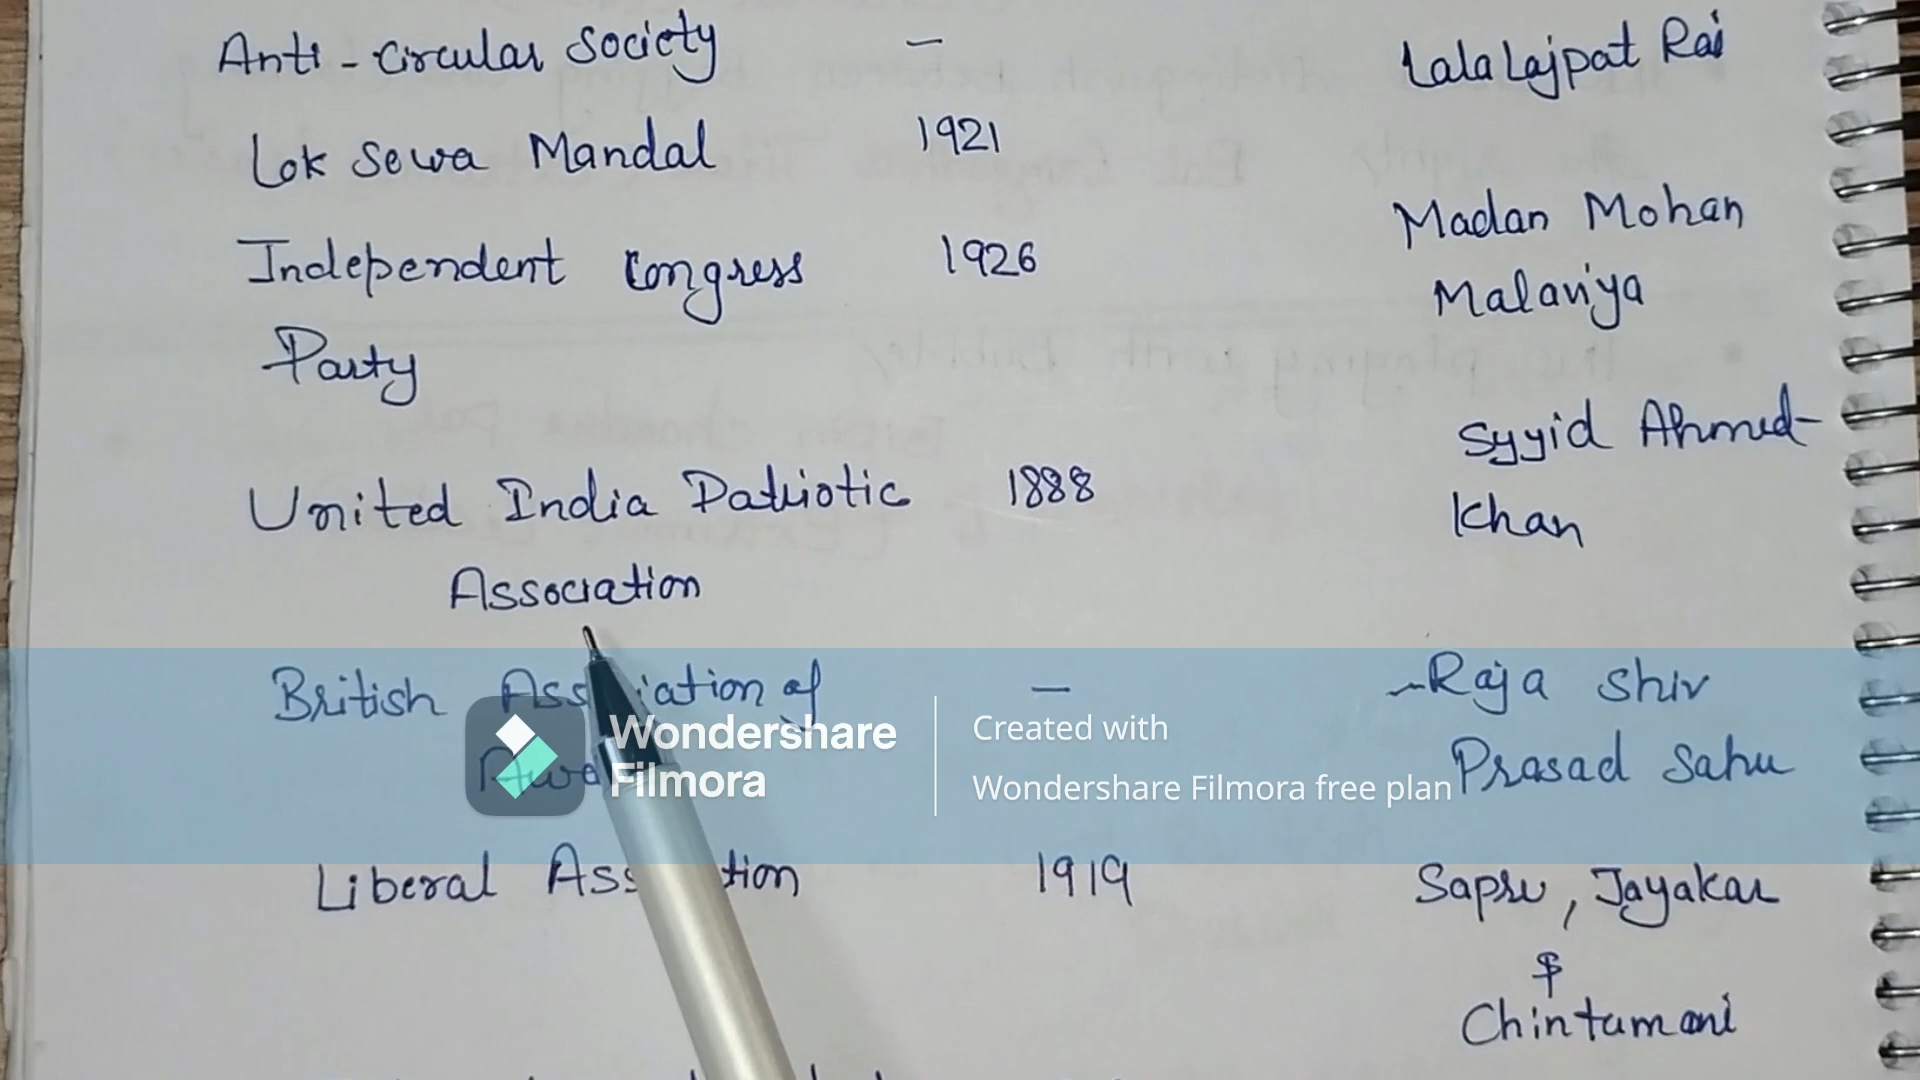 Anti - Circular Society – Lala Lajpat Rai
Lok Sewa Mandal 1921
Madan Mohan
Independent Congress 1926
Malaviya
Party
Syyid Ahmed
United India Patriotic 1888
Khan
Association
British of – Raja Shiv
Prasad Sahu
Wondershare
Filmora
Created with
Wondershare Filmora free plan
Liberal 1919 Sapru, Jayakar
&
Chintamani